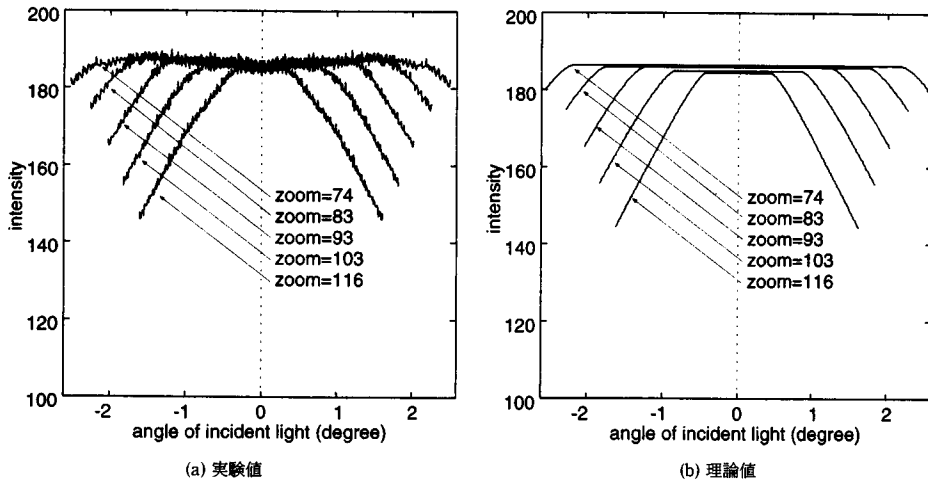 200
180
160
140
120
100
intensity
-2
-1
0
1
2
angle of incident light (degree)
zoom=74
zoom=83
zoom=93
zoom=103
zoom=116
(a) 実験値
200
180
160
140
120
100
intensity
-2
-1
0
1
2
angle of incident light (degree)
zoom=74
zoom=83
zoom=93
zoom=103
zoom=116
(b) 理論値